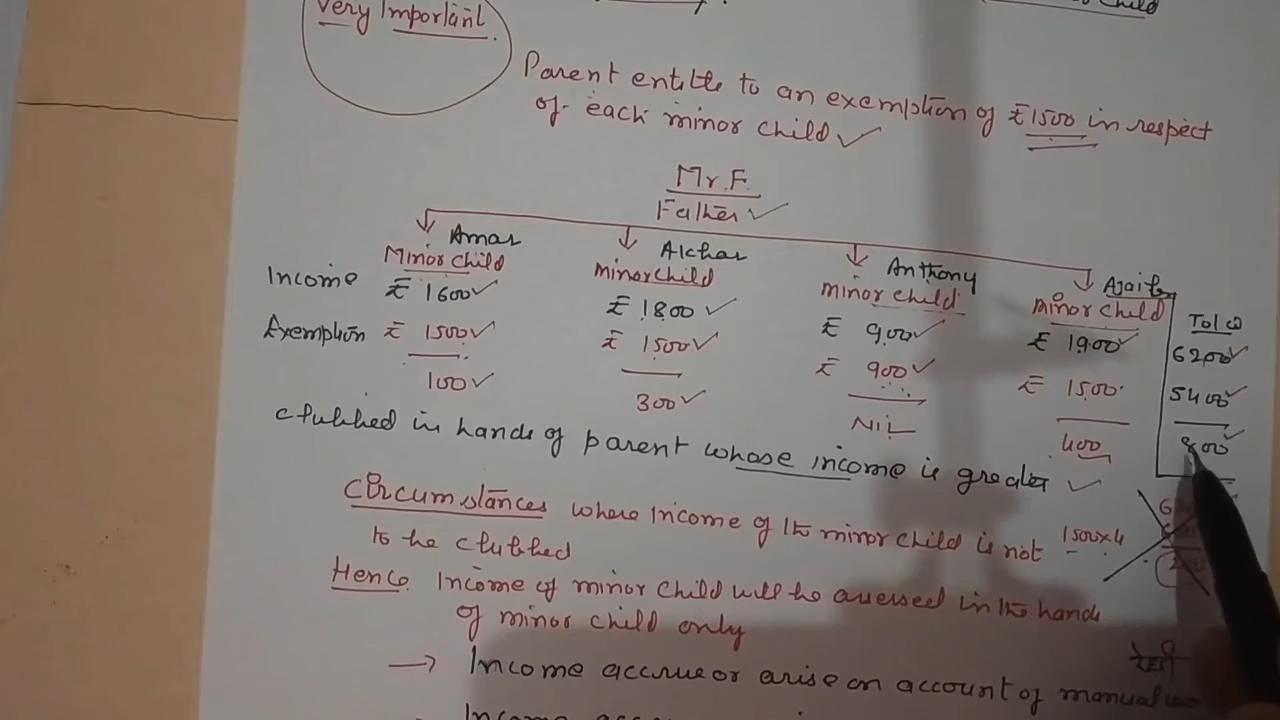 Child
Very Important.
Parent entitle to an exemption of ₹1500 in respect
of each minor child ✓
Mr. F.
Father ✓
Amar Akbar Anthony
Minor child minor child minor child minor child Total
Income ₹ 1600 ✓ ₹ 1800 ✓ ₹ 900 ✓ ₹ 1900 ✓ 6200 ✓
Exemption ₹ 1500 ✓ ₹ 1500 ✓ ₹ 900 ✓ ₹ 1500 5400 ✓
100 ✓ 300 ✓ NIL 400 800 ✓
Clubbed in hands of parent whose income is greater ✓
Circumstances where income of the minor child is not 1500x4
to be clubbed
Hence. Income of minor child will be assessed in the hands
of minor child only
→ Income accrue or arise on account of manual
Income